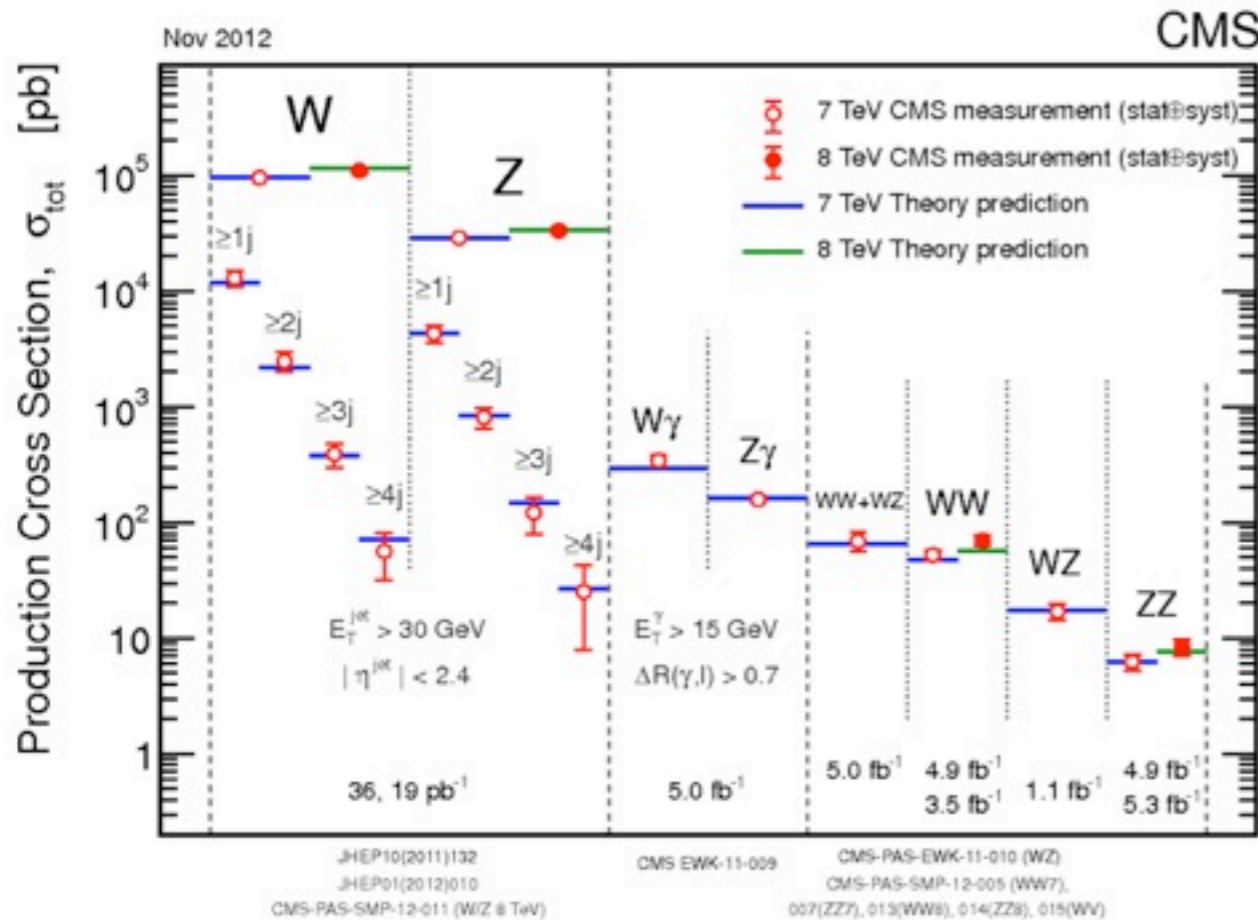 Nov 2012
CMS
Production Cross Section, σtot [pb]
10⁵
10⁴
10³
10²
10
1
W
Z
≥1j
≥2j
≥3j
≥4j
≥1j
≥2j
≥3j
≥4j
7 TeV CMS measurement (stat⊕syst)
8 TeV CMS measurement (stat⊕syst)
7 TeV Theory prediction
8 TeV Theory prediction
Wγ
Zγ
WW+WZ
WW
WZ
ZZ
E_T^jet > 30 GeV
| η^jet | < 2.4
E_T^γ > 15 GeV
ΔR(γ,l) > 0.7
36, 19 pb⁻¹
5.0 fb⁻¹
5.0 fb⁻¹
4.9 fb⁻¹
3.5 fb⁻¹
1.1 fb⁻¹
4.9 fb⁻¹
5.3 fb⁻¹
JHEP10(2011)132
JHEP01(2012)010
CMS-PAS-SMP-12-011 (W/Z 8 TeV)
CMS EWK-11-009
CMS-PAS-EWK-11-010 (WZ)
CMS-PAS-SMP-12-005 (WW7),
007(ZZ7), 013(WW8), 014(ZZ8), 015(WV)